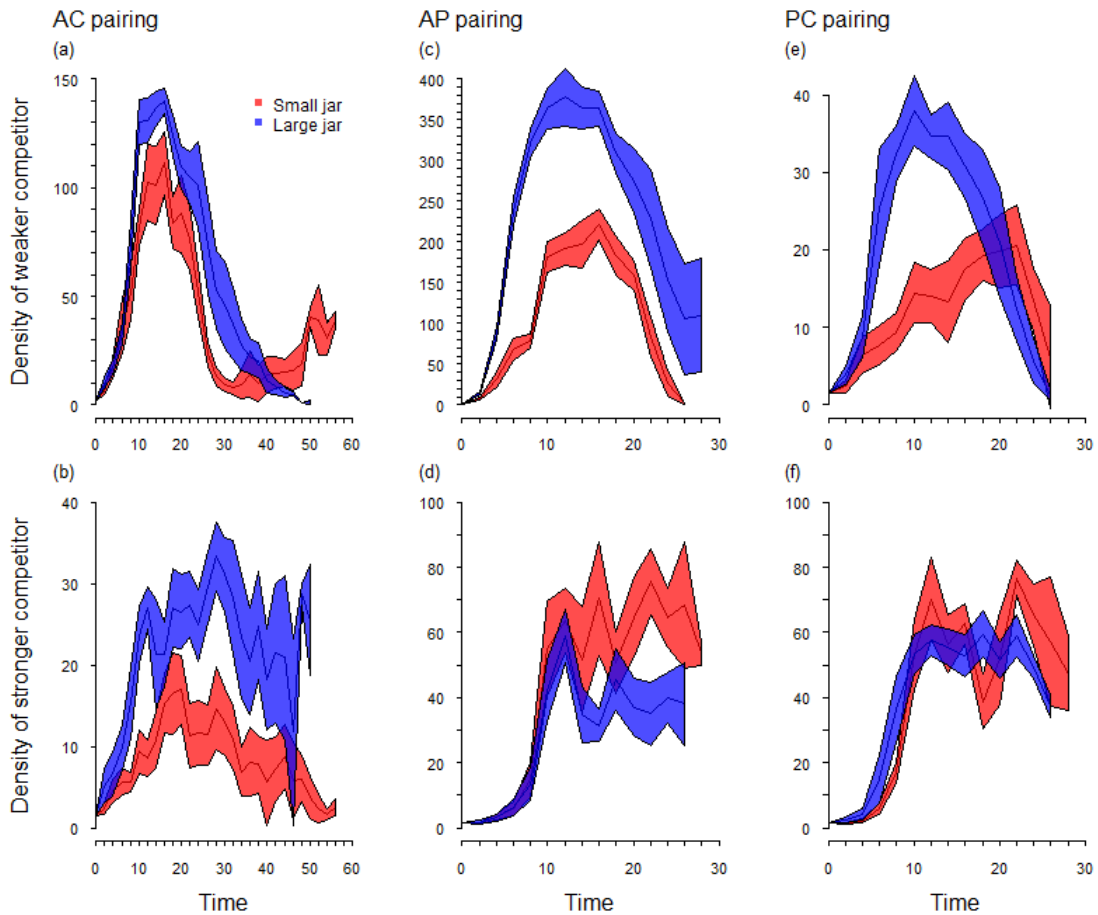 AC pairing
AP pairing
PC pairing
(a)
(c)
(e)
Density of weaker competitor
150
100
50
0
Small jar
Large jar
0 10 20 30 40 50 60
400
350
300
250
200
150
100
50
0
0 10 20 30
40
30
20
10
0
0 10 20 30
(b)
(d)
(f)
Density of stronger competitor
40
30
20
10
0
0 10 20 30 40 50 60
Time
100
80
60
40
20
0
0 10 20 30
Time
100
80
60
40
20
0
0 10 20 30
Time